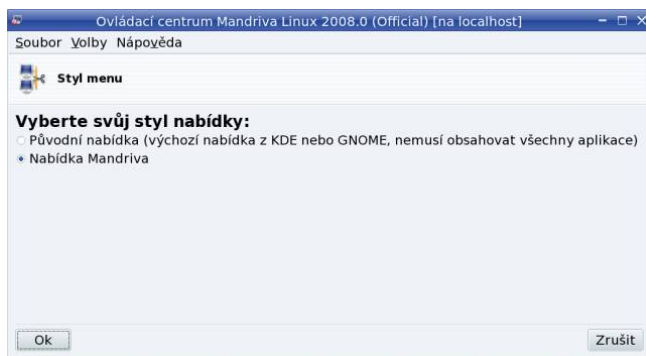 Ovládací centrum Mandriva Linux 2008.0 (Official) [na localhost]
Soubor Volby Nápověda
Styl menu
Vyberte svůj styl nabídky:
Původní nabídka (výchozí nabídka z KDE nebo GNOME, nemusí obsahovat všechny aplikace)
Nabídka Mandriva
Ok Zrušit